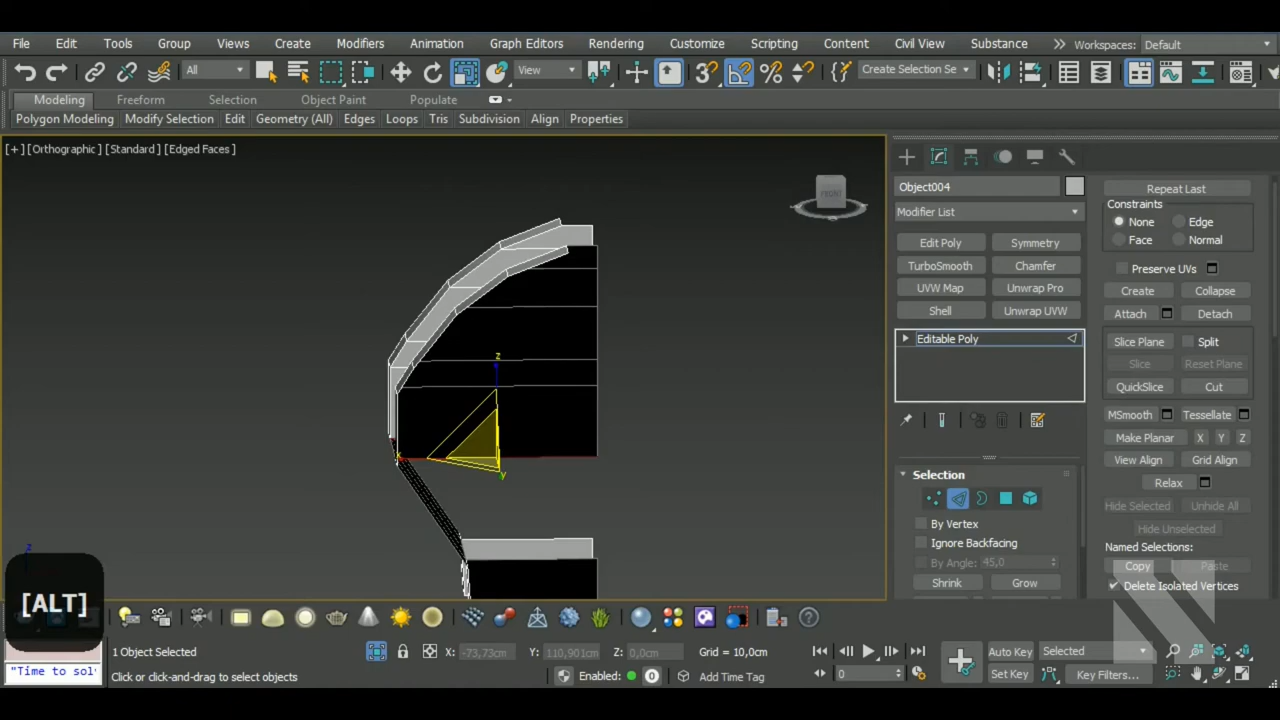 File Edit Tools Group Views Create Modifiers Animation Graph Editors Rendering Customize Scripting Content Civil View Substance Workspaces: Default
All View Create Selection Se
Modeling Freeform Selection Object Paint Populate
Polygon Modeling Modify Selection Edit Geometry (All) Edges Loops Tris Subdivision Align Properties
[+] [Orthographic] [Standard] [Edged Faces]
FRONT
Object004
Modifier List
Edit Poly Symmetry
TurboSmooth Chamfer
UVW Map Unwrap Pro
Shell Unwrap UVW
Editable Poly
Selection
By Vertex
Ignore Backfacing
By Angle: 45,0
Shrink Grow
Repeat Last
Constraints
None Edge
Face Normal
Preserve UVs
Create Collapse
Attach Detach
Slice Plane Split
Slice Reset Plane
QuickSlice Cut
MSmooth Tessellate
Make Planar X Y Z
View Align Grid Align
Relax
Hide Selected Unhide All
Hide Unselected
Named Selections:
Copy Paste
Delete Isolated Vertices
z
x
y
z
[ALT]
"Time to sol
1 Object Selected
Click or click-and-drag to select objects
X: -73,73cm Y: 110,901cm Z: 0,0cm Grid = 10,0cm
Enabled: 0 Add Time Tag
0
Auto Key Selected
Set Key Key Filters...